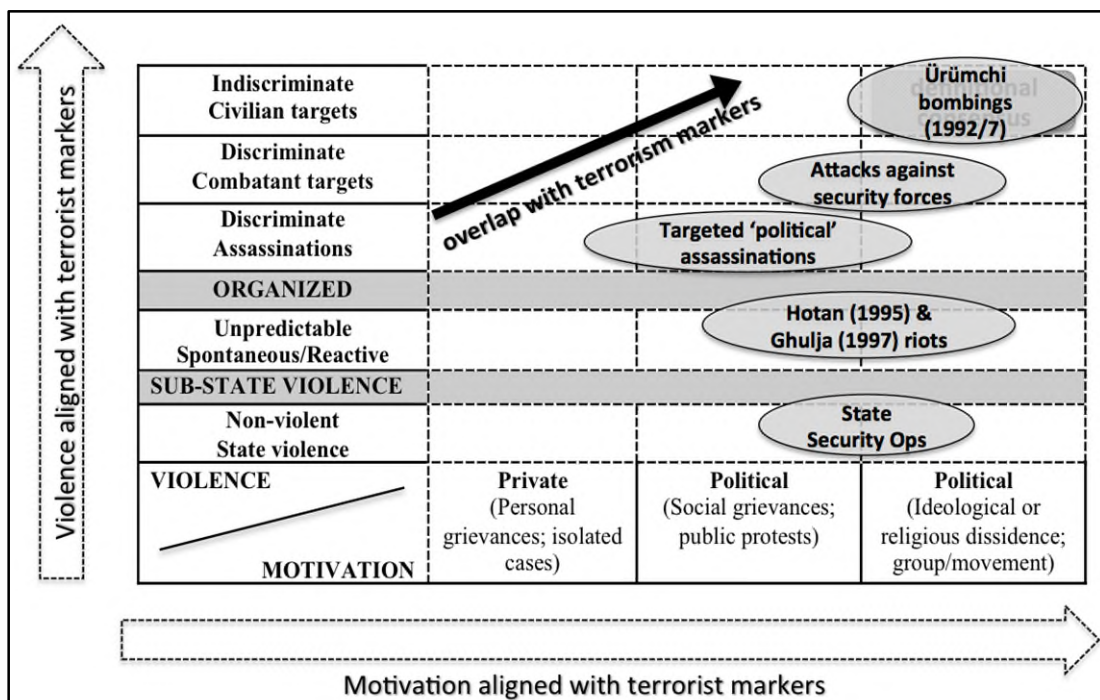 Violence aligned with terrorist markers
Indiscriminate
Civilian targets
Discriminate
Combatant targets
Discriminate
Assassinations
ORGANIZED
Unpredictable
Spontaneous/Reactive
SUB-STATE VIOLENCE
Non-violent
State violence
overlap with terrorism markers
definitional
consensus
Ürümchi
bombings
(1992/7)
Attacks against
security forces
Targeted ‘political’
assassinations
Hotan (1995) &
Ghulja (1997) riots
State
Security Ops
VIOLENCE
MOTIVATION
Private
(Personal
grievances; isolated
cases)
Political
(Social grievances;
public protests)
Political
(Ideological or
religious dissidence;
group/movement)
Motivation aligned with terrorist markers